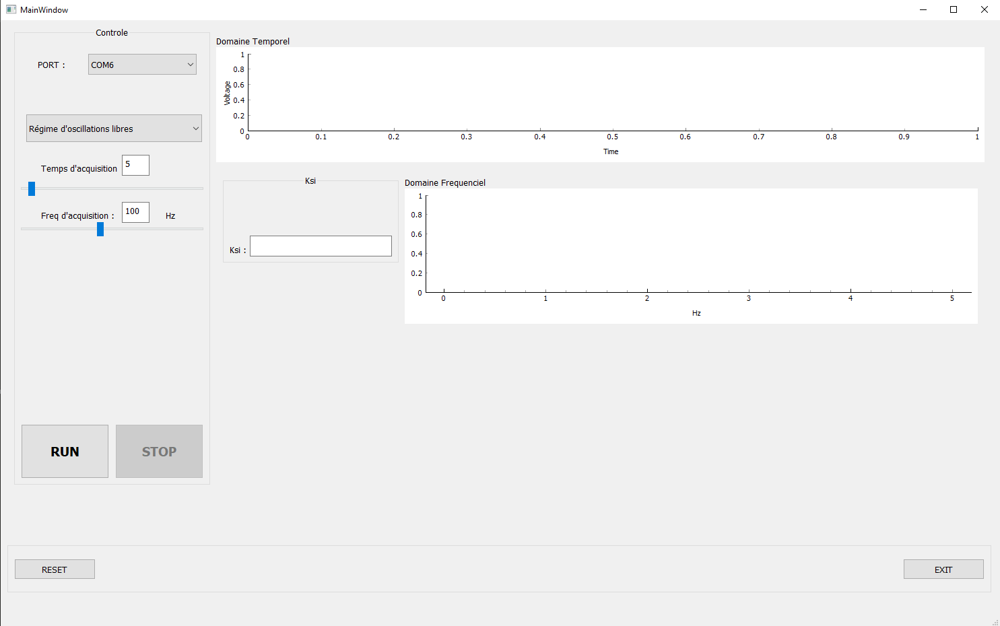 MainWindow
Controle
PORT :
COM6
Régime d'oscillations libres
Temps d'acquisition
5
Freq d'acquisition :
100
Hz
RUN
STOP
Domaine Temporel
Voltage
1
0.8
0.6
0.4
0.2
0
0 0.1 0.2 0.3 0.4 0.5 0.6 0.7 0.8 0.9 1
Time
Ksi
Ksi :
Domaine Frequenciel
1
0.8
0.6
0.4
0.2
0
0 1 2 3 4 5
Hz
RESET
EXIT